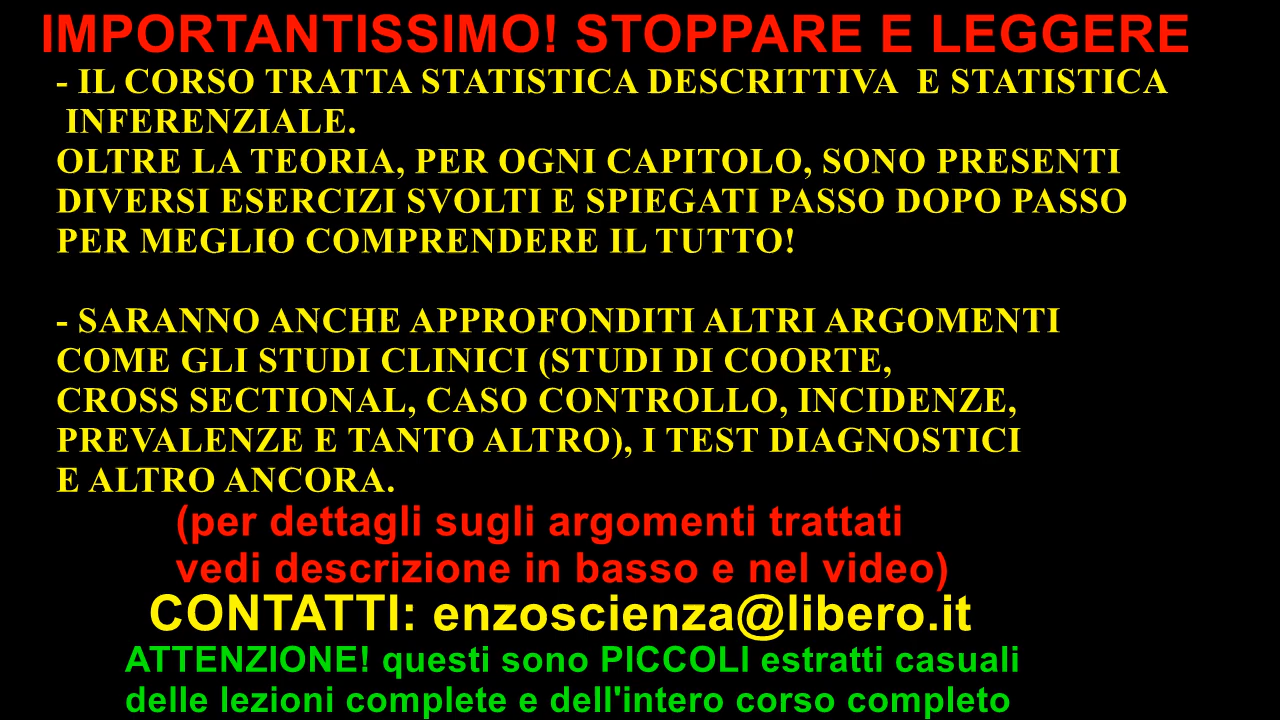 IMPORTANTISSIMO! STOPPARE E LEGGERE
- IL CORSO TRATTA STATISTICA DESCRITTIVA E STATISTICA
INFERENZIALE.
OLTRE LA TEORIA, PER OGNI CAPITOLO, SONO PRESENTI
DIVERSI ESERCIZI SVOLTI E SPIEGATI PASSO DOPO PASSO
PER MEGLIO COMPRENDERE IL TUTTO!
- SARANNO ANCHE APPROFONDITI ALTRI ARGOMENTI
COME GLI STUDI CLINICI (STUDI DI COORTE,
CROSS SECTIONAL, CASO CONTROLLO, INCIDENZE,
PREVALENZE E TANTO ALTRO), I TEST DIAGNOSTICI
E ALTRO ANCORA.
(per dettagli sugli argomenti trattati
vedi descrizione in basso e nel video)
CONTATTI: enzoscienza@libero.it
ATTENZIONE! questi sono PICCOLI estratti casuali
delle lezioni complete e dell'intero corso completo